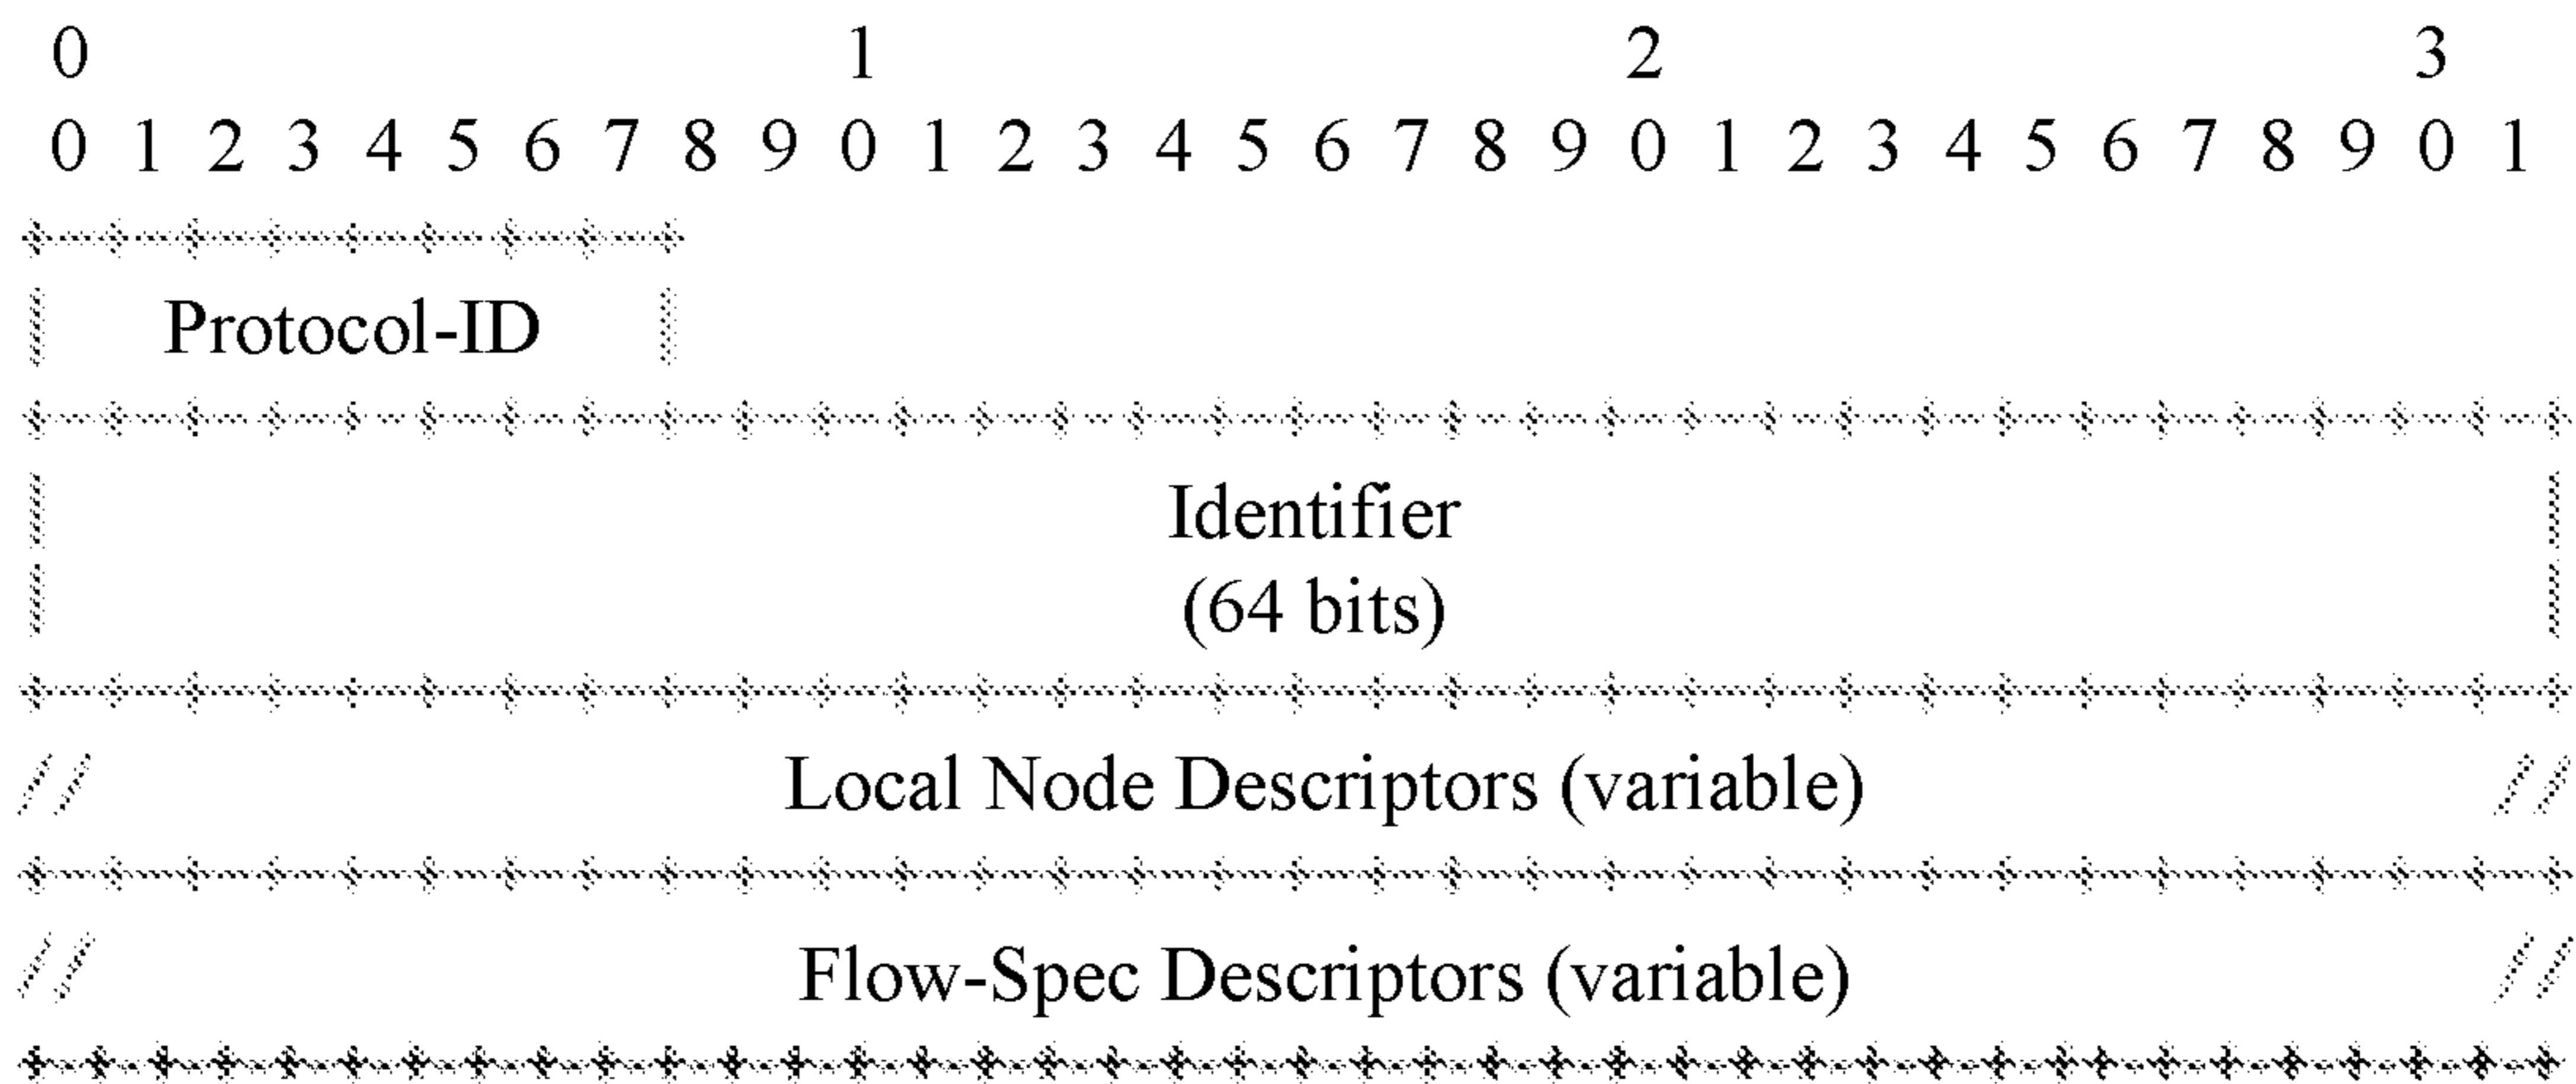 0 1 2 3
0 1 2 3 4 5 6 7 8 9 0 1 2 3 4 5 6 7 8 9 0 1 2 3 4 5 6 7 8 9 0 1
Protocol-ID
Identifier
(64 bits)
// Local Node Descriptors (variable) //
// Flow-Spec Descriptors (variable) //